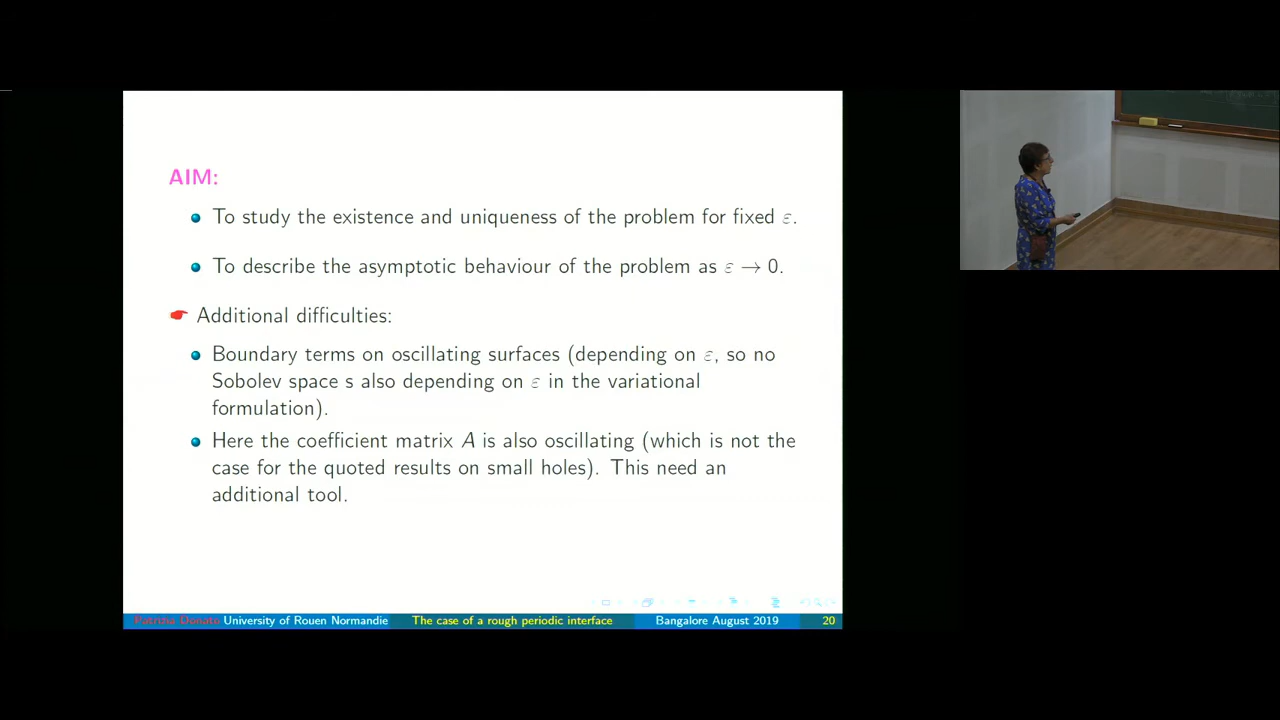 AIM:
To study the existence and uniqueness of the problem for fixed ε.
To describe the asymptotic behaviour of the problem as ε → 0.
Additional difficulties:
Boundary terms on oscillating surfaces (depending on ε, so no
Sobolev space s also depending on ε in the variational
formulation).
Here the coefficient matrix A is also oscillating (which is not the
case for the quoted results on small holes). This need an
additional tool.
Patrizia Donato University of Rouen Normandie The case of a rough periodic interface Bangalore August 2019 20